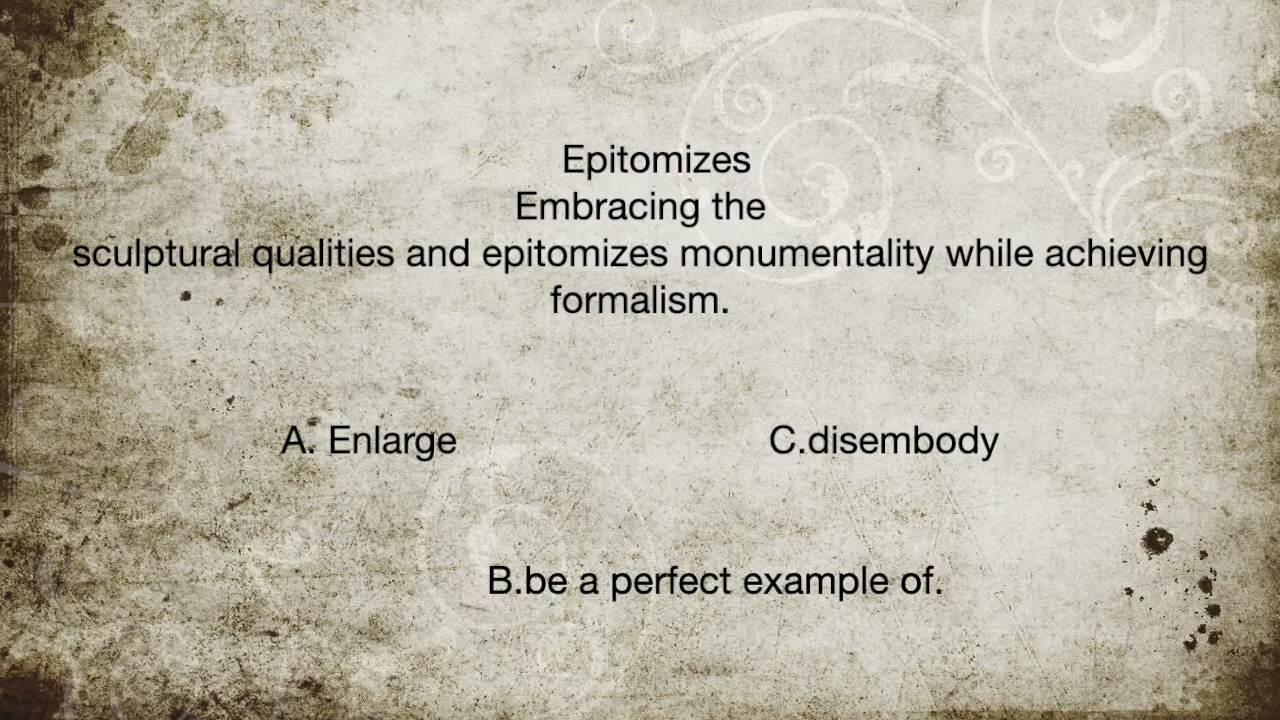 Epitomizes
Embracing the
sculptural qualities and epitomizes monumentality while achieving
formalism.
A. Enlarge
C.disembody
B.be a perfect example of.